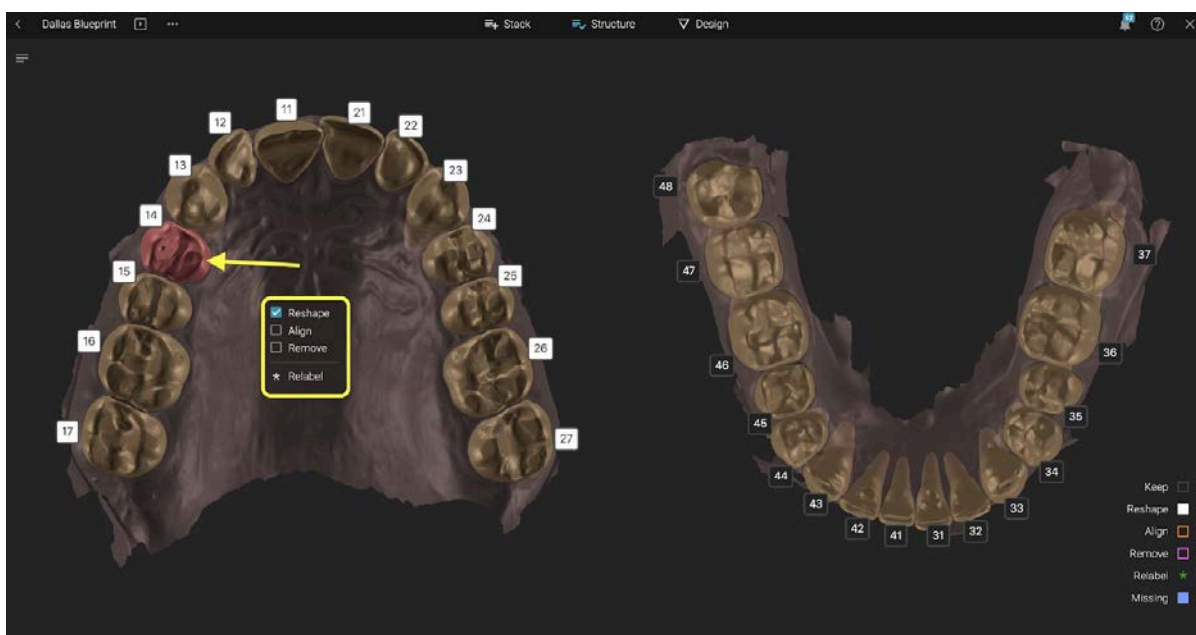 Dallas Blueprint
Stack
Structure
Design
12
11
21
22
13
23
14
24
15
25
Reshape
Align
Remove
Relabel
16
26
17
27
48
47
37
46
36
45
35
44
34
43
33
42
41
31
32
Keep
Reshape
Align
Remove
Relabel
Missing